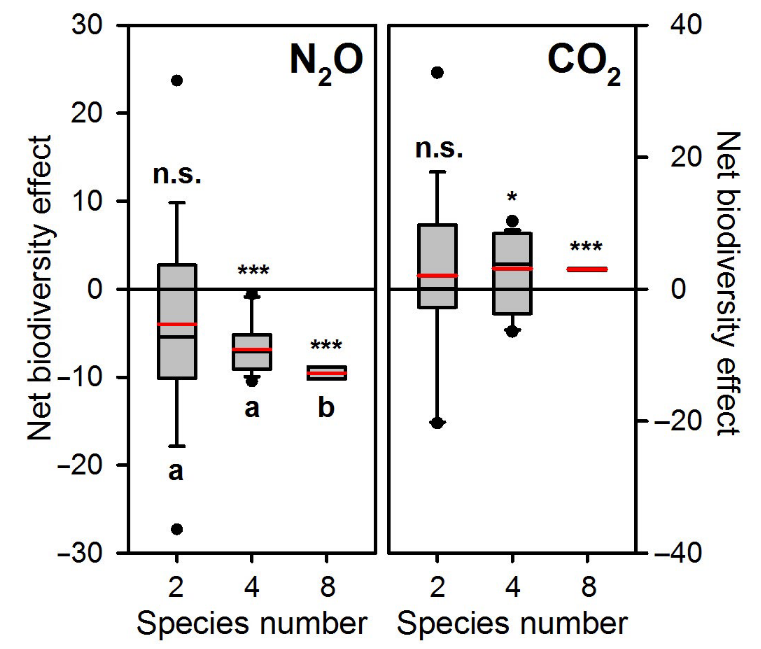 30
20
10
0
−10
−20
−30
Net biodiversity effect
N2O
n.s.
***
***
a
a
b
2
4
8
Species number
CO2
n.s.
*
***
2
4
8
Species number
40
20
0
−20
−40
Net biodiversity effect